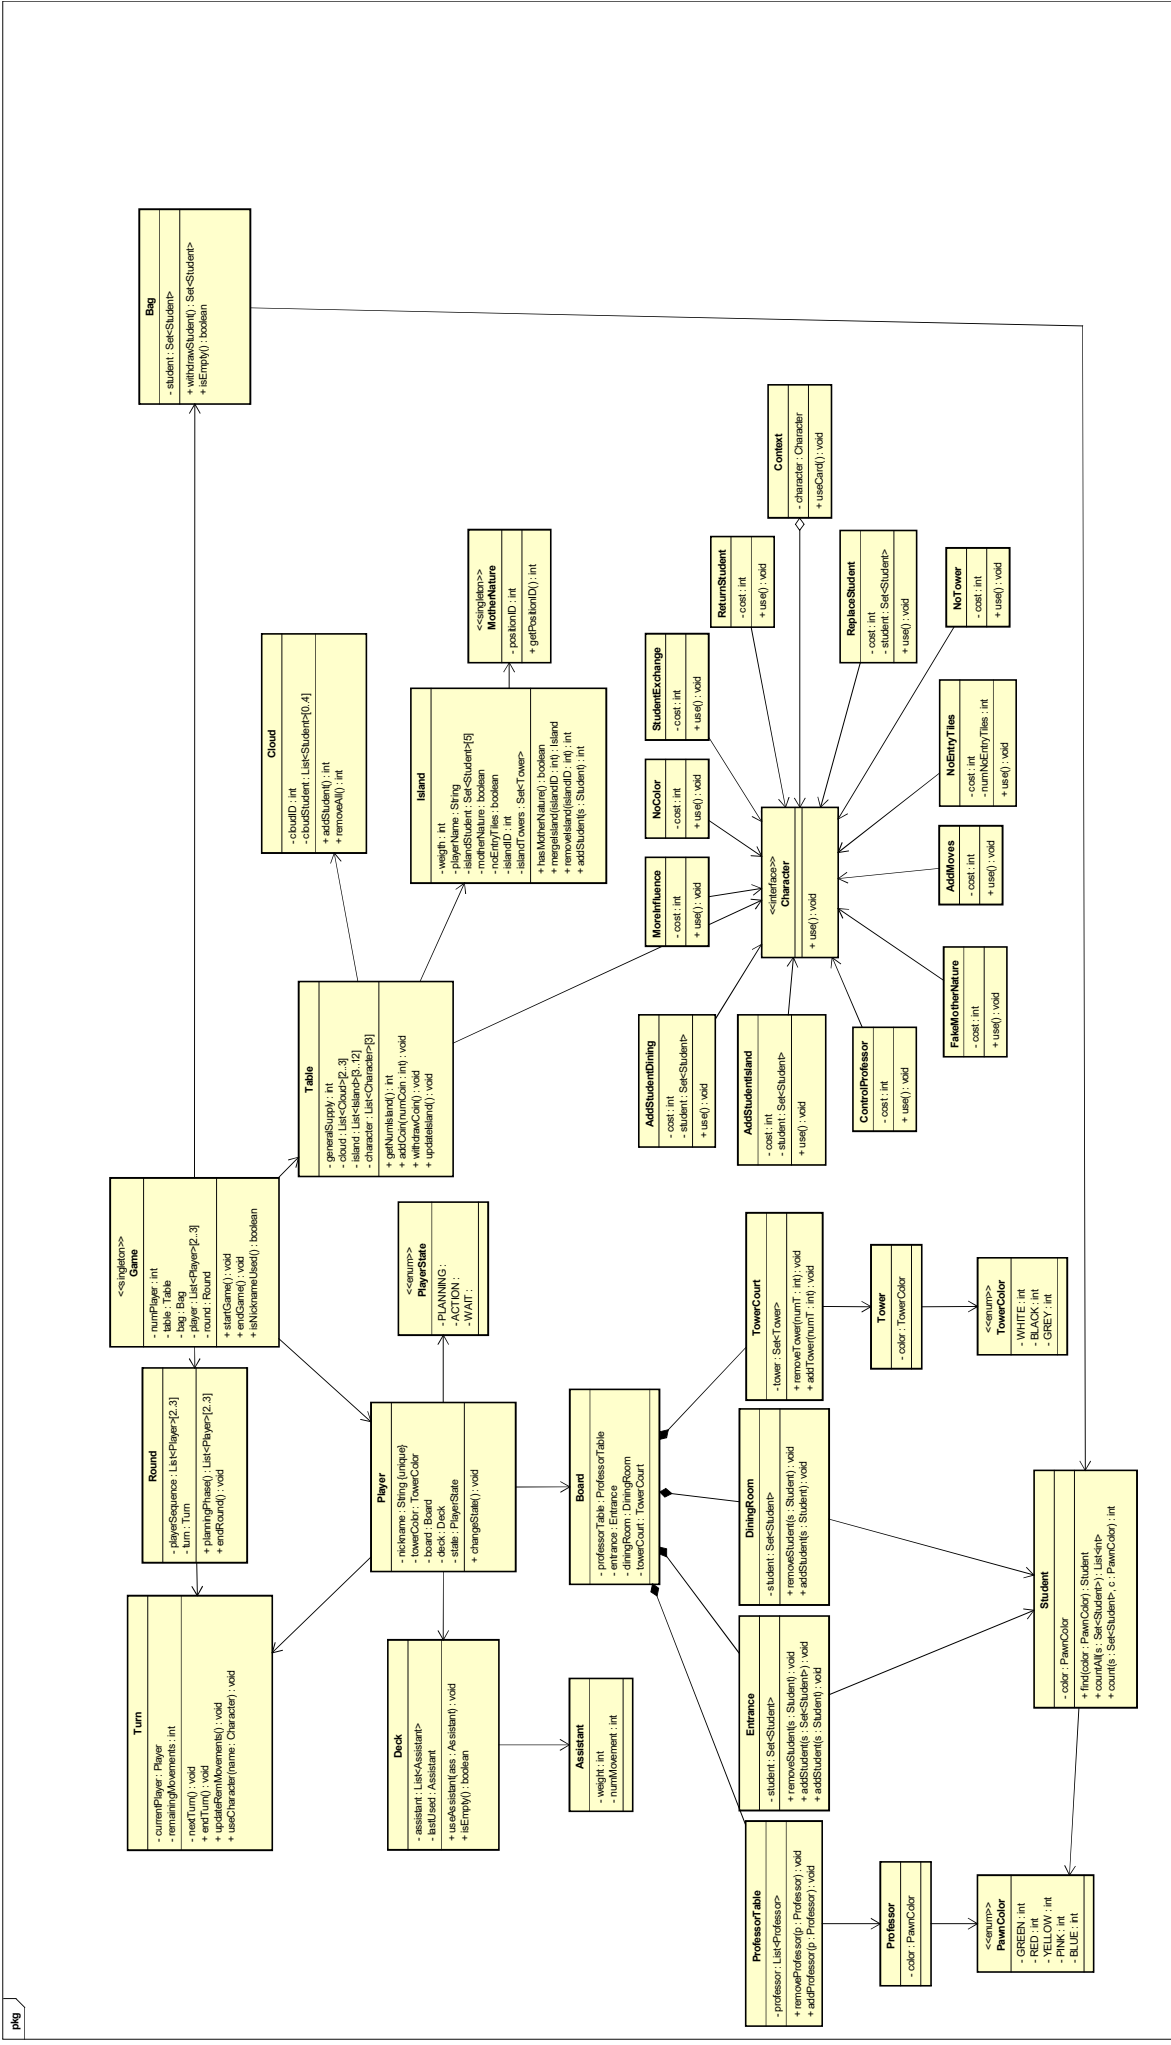 pkg
Turn
- currentPlayer : Player
- remainingMovements : int
- nextTurn() : void
+ endTurn() : void
+ updateRemMovements() : void
+ useCharacter(name : Character) : void
Round
- playerSequence : List<Player>[2..3]
- turn : Turn
+ planningPhase() : List<Player>[2..3]
+ endRound() : void
<<singleton>>
Game
- numPlayer : int
- table : Table
- bag : Bag
- player : List<Player>[2..3]
- round : Round
+ startGame() : void
+ endGame() : void
+ isNicknameUsed() : boolean
Bag
- student : Set<Student>
+ withdrawStudent() : Set<Student>
+ isEmpty() : boolean
Cloud
- cloudID : int
- cloudStudent : List<Student>[0..4]
+ addStudent() : int
+ removeAll() : int
Table
- generalSupply : int
- cloud : List<Cloud>[2..3]
- island : List<Island>[3..12]
- character : List<Character>[3]
+ getNumIsland() : int
+ addCoin(numCoin : int) : void
+ withdrawCoin() : void
+ updateIsland() : void
Island
- weigth : int
- playerName : String
- islandStudent : Set<Student>[5]
- motherNature : boolean
- noEntryTiles : boolean
- islandID : int
- islandTowers : Set<Tower>
+ hasMotherNature() : boolean
+ mergeIsland(islandID : int) : Island
+ removeIsland(islandID : int) : int
+ addStudent(s : Student) : int
<<singleton>>
MotherNature
- positionID : int
+ getPositionID() : int
Deck
- assistant : List<Assistant>
- lastUsed : Assistant
+ useAssistant(ass : Assistant) : void
+ isEmpty() : boolean
Player
- nickname : String {unique}
- towerColor : TowerColor
- board : Board
- deck : Deck
- state : PlayerState
+ changeState() : void
<<enum>>
PlayerState
- PLANNING :
- ACTION :
- WAIT :
Assistant
- weight : int
- numMovement : int
Board
- professorTable : ProfessorTable
- entrance : Entrance
- diningRoom : DiningRoom
- towerCourt : TowerCourt
AddStudentDining
- cost : int
- student : Set<Student>
+ use() : void
MoreInfluence
- cost : int
+ use() : void
NoColor
- cost : int
+ use() : void
StudentExchange
- cost : int
+ use() : void
ReturnStudent
- cost : int
+ use() : void
Context
- character : Character
+ useCard() : void
AddStudentIsland
- cost : int
- student : Set<Student>
+ use() : void
<<interface>>
Character
+ use() : void
ReplaceStudent
- cost : int
- student : Set<Student>
+ use() : void
ControlProfessor
- cost : int
+ use() : void
FakeMotherNature
- cost : int
+ use() : void
AddMoves
- cost : int
+ use() : void
NoEntryTiles
- cost : int
- numNoEntryTiles : int
+ use() : void
NoTower
- cost : int
+ use() : void
ProfessorTable
- professor : List<Professor>
+ removeProfessor(p : Professor) : void
+ addProfessor(p : Professor) : void
Entrance
- student : Set<Student>
+ removeStudent(s : Student) : void
+ addStudent(s : Set<Student>) : void
+ addStudent(s : Student) : void
DiningRoom
- student : Set<Student>
+ removeStudent(s : Student) : void
+ addStudent(s : Student) : void
TowerCourt
- tower : Set<Tower>
+ removeTower(numT : int) : void
+ addTower(numT : int) : void
Professor
- color : PawnColor
Tower
- color : TowerColor
<<enum>>
PawnColor
- GREEN : int
- RED : int
- YELLOW : int
- PINK : int
- BLUE : int
<<enum>>
TowerColor
- WHITE : int
- BLACK : int
- GREY : int
Student
- color : PawnColor
+ find(color : PawnColor) : Student
+ countAll(s : Set<Student>) : List<int>
+ count(s : Set<Student>, c : PawnColor) : int